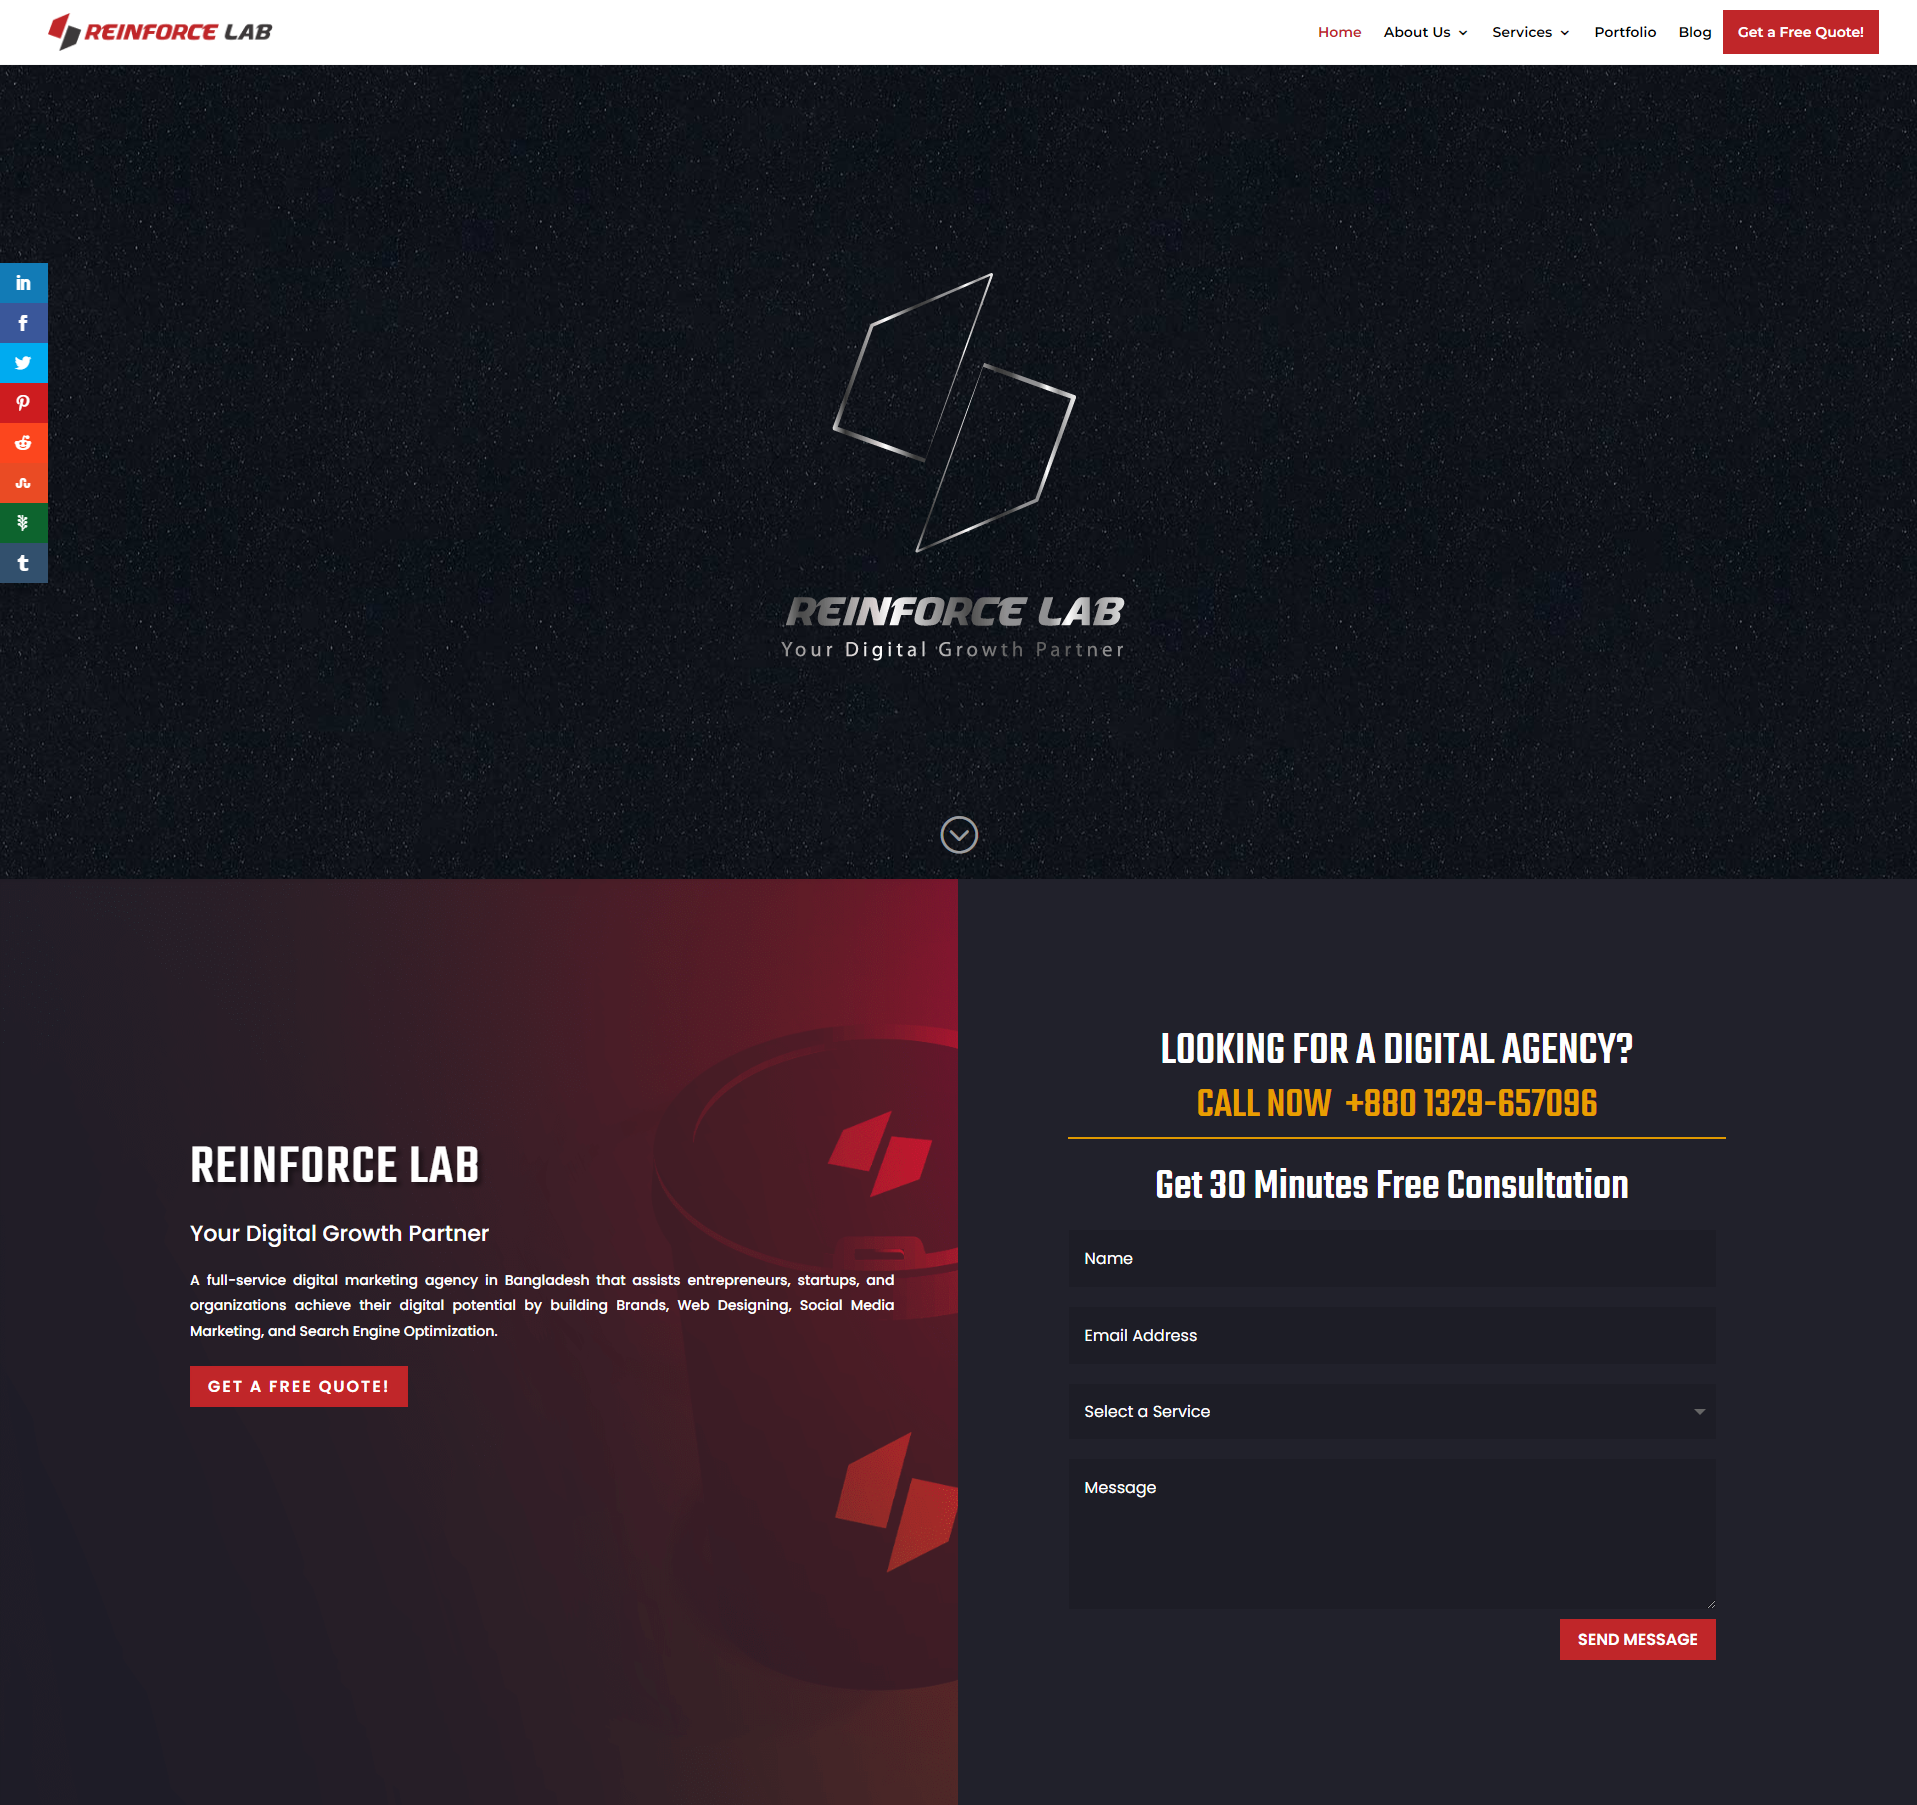 REINFORCE LAB
Home
About Us
Services
Portfolio
Blog
Get a Free Quote!
REINFORCE LAB
Your Digital Growth Partner
REINFORCE LAB
Your Digital Growth Partner
A full-service digital marketing agency in Bangladesh that assists entrepreneurs, startups, and
organizations achieve their digital potential by building Brands, Web Designing, Social Media
Marketing, and Search Engine Optimization.
GET A FREE QUOTE!
LOOKING FOR A DIGITAL AGENCY?
CALL NOW +880 1329-657096
Get 30 Minutes Free Consultation
Name
Email Address
Select a Service
Message
SEND MESSAGE